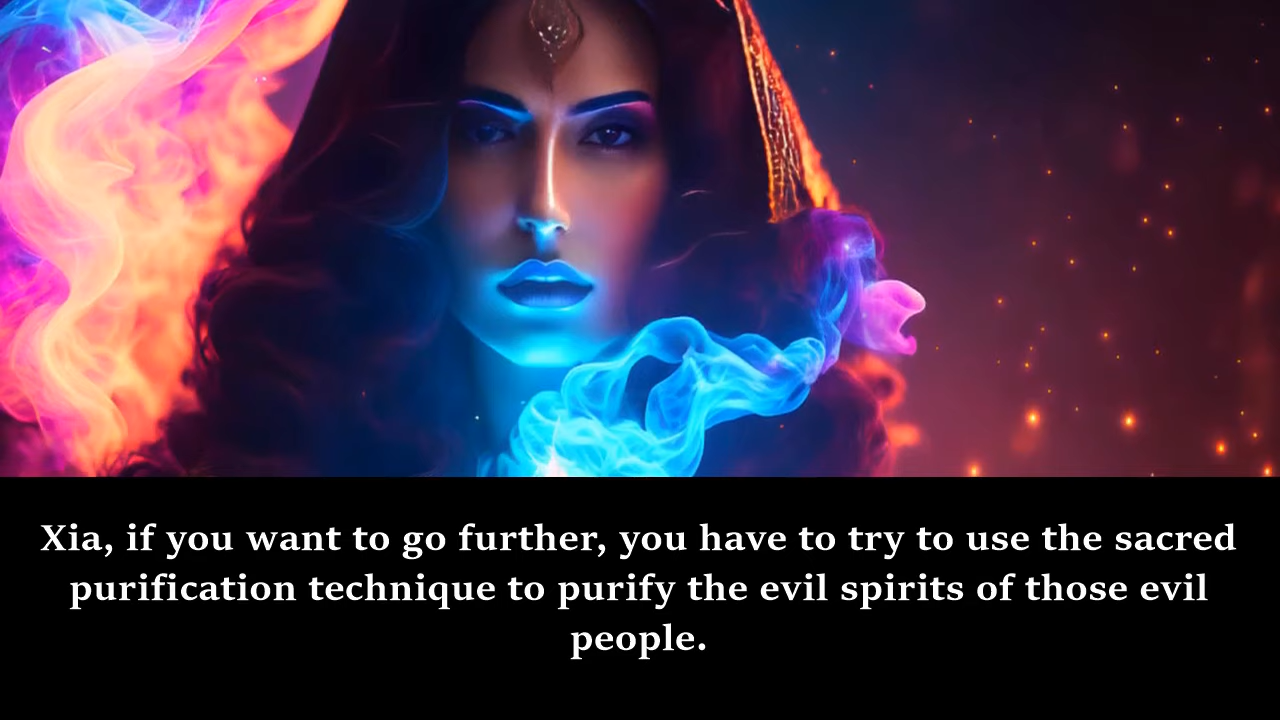 Xia, if you want to go further, you have to try to use the sacred
purification technique to purify the evil spirits of those evil
people.